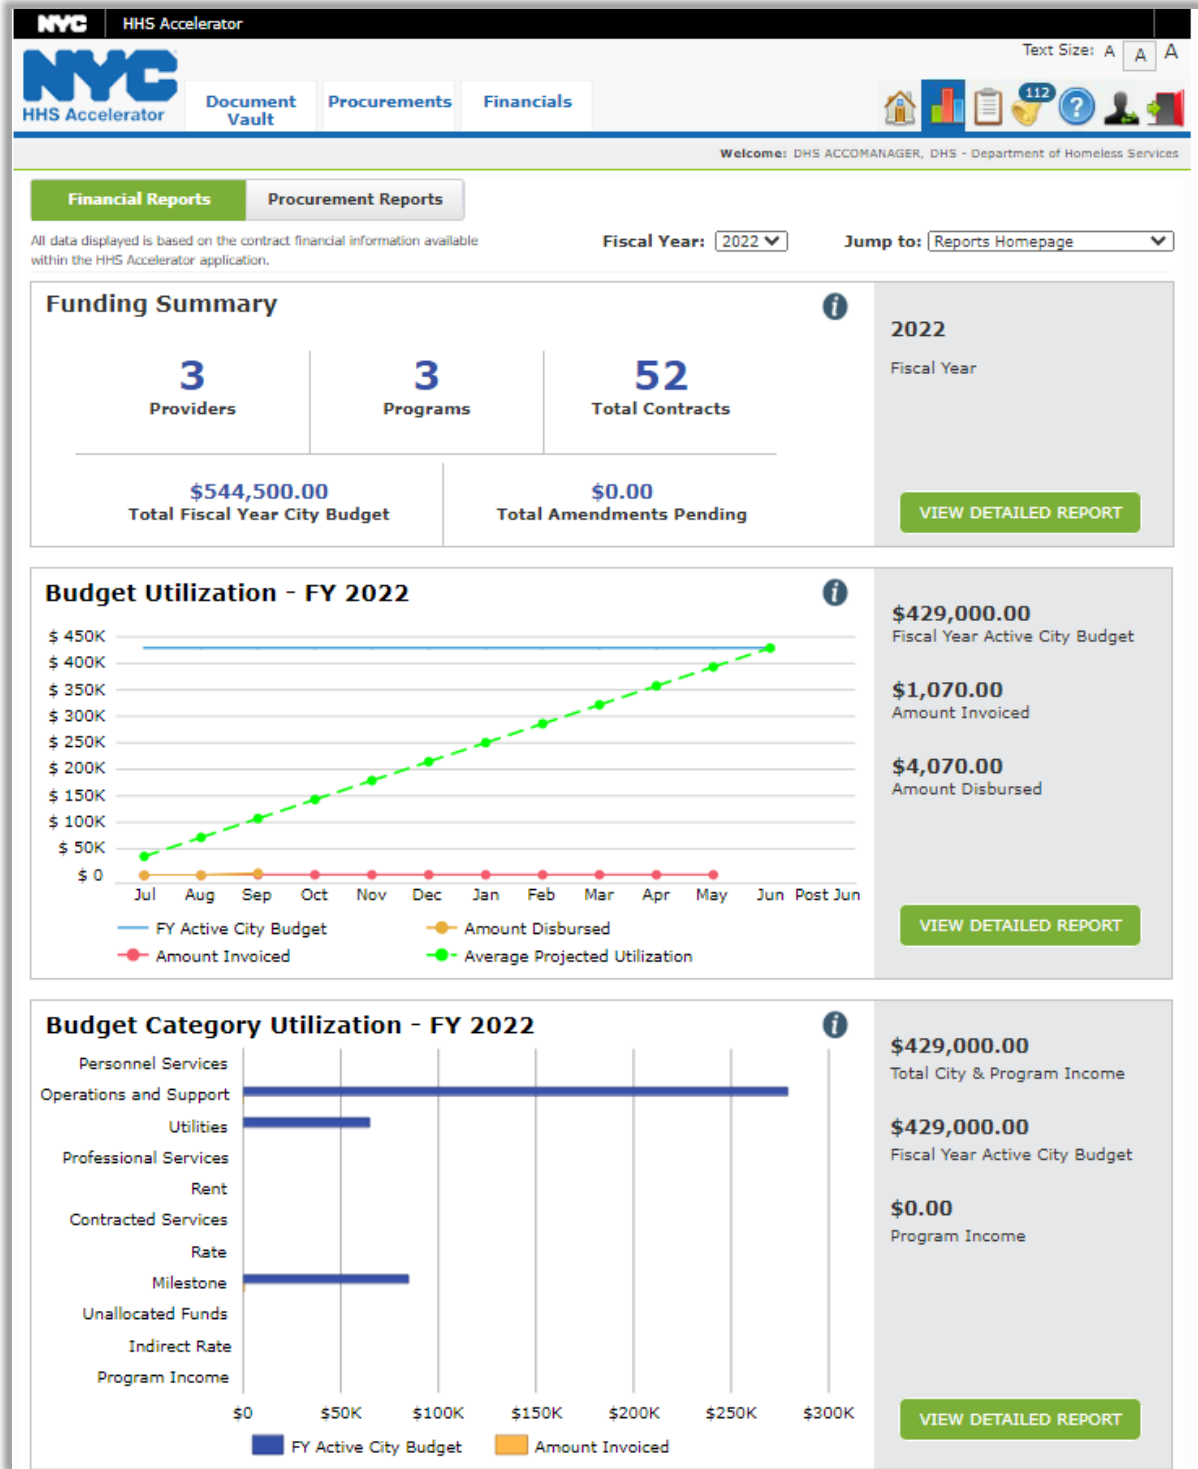 NYC HHS Accelerator
Text Size: A A A
NYC
HHS Accelerator
Document Vault
Procurements
Financials
112
?
Welcome: DHS ACCOMANAGER, DHS - Department of Homeless Services
Financial Reports
Procurement Reports
All data displayed is based on the contract financial information available
within the HHS Accelerator application.
Fiscal Year: 2022
Jump to: Reports Homepage
Funding Summary
i
3
Providers
3
Programs
52
Total Contracts
$544,500.00
Total Fiscal Year City Budget
$0.00
Total Amendments Pending
2022
Fiscal Year
VIEW DETAILED REPORT
Budget Utilization - FY 2022
i
$ 450K
$ 400K
$ 350K
$ 300K
$ 250K
$ 200K
$ 150K
$ 100K
$ 50K
$ 0
Jul Aug Sep Oct Nov Dec Jan Feb Mar Apr May Jun Post Jun
FY Active City Budget
Amount Disbursed
Amount Invoiced
Average Projected Utilization
$429,000.00
Fiscal Year Active City Budget
$1,070.00
Amount Invoiced
$4,070.00
Amount Disbursed
VIEW DETAILED REPORT
Budget Category Utilization - FY 2022
i
Personnel Services
Operations and Support
Utilities
Professional Services
Rent
Contracted Services
Rate
Milestone
Unallocated Funds
Indirect Rate
Program Income
$0 $50K $100K $150K $200K $250K $300K
FY Active City Budget
Amount Invoiced
$429,000.00
Total City & Program Income
$429,000.00
Fiscal Year Active City Budget
$0.00
Program Income
VIEW DETAILED REPORT